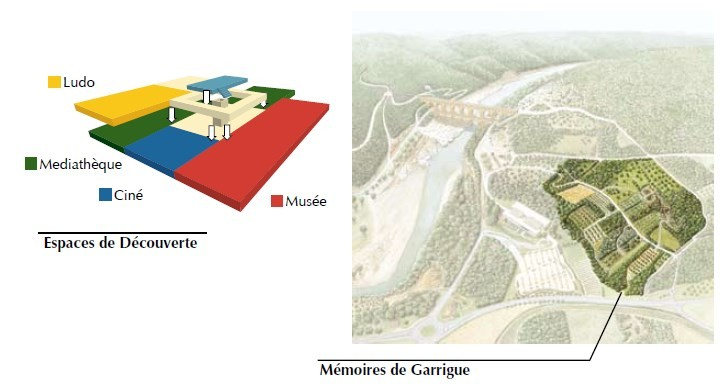 Ludo
Mediathèque
Ciné
Musée
Espaces de Découverte
Mémoires de Garrigue